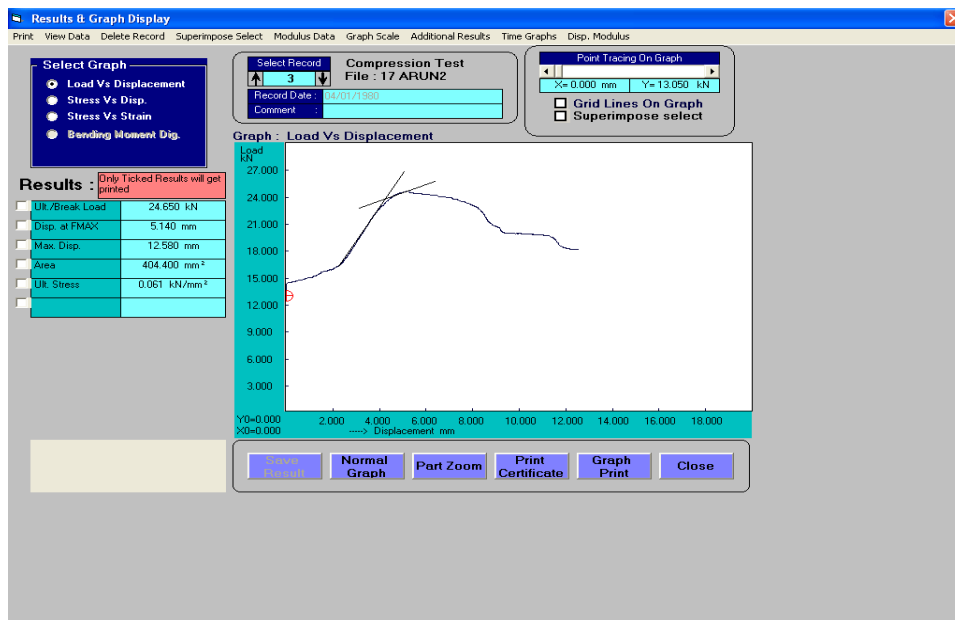 Results & Graph Display
Print View Data Delete Record Superimpose Select Modulus Data Graph Scale Additional Results Time Graphs Disp. Modulus
Select Graph
Load Vs Displacement
Stress Vs Disp.
Stress Vs Strain
Bending Moment Dig.
Select Record
3
Compression Test
File : 17 ARUN2
Record Date : 04/01/1980
Comment :
Point Tracing On Graph
X= 0.000 mm Y= 13.050 kN
Grid Lines On Graph
Superimpose select
Results : Only Ticked Results will get printed
Ult./Break Load 24.650 kN
Disp. at FMAX 5.140 mm
Max. Disp. 12.580 mm
Area 404.400 mm²
Ult. Stress 0.061 kN/mm²
Graph : Load Vs Displacement
Load
kN
27.000
24.000
21.000
18.000
15.000
12.000
9.000
6.000
3.000
Y0=0.000 2.000 4.000 6.000 8.000 10.000 12.000 14.000 16.000 18.000
X0=0.000 ----> Displacement mm
Save Result
Normal Graph
Part Zoom
Print Certificate
Graph Print
Close